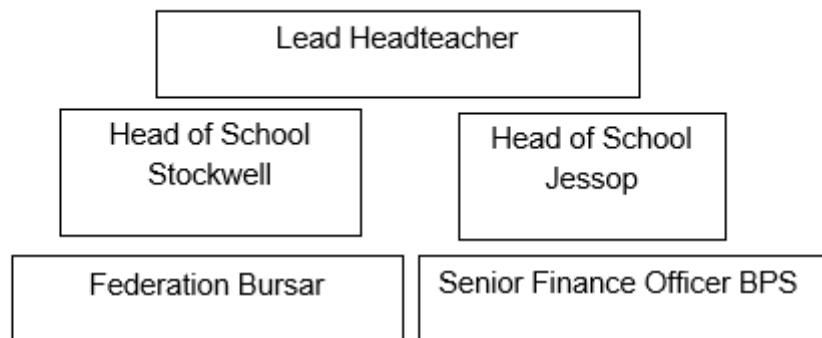 Lead Headteacher
Head of School
Stockwell
Head of School
Jessop
Federation Bursar
Senior Finance Officer BPS